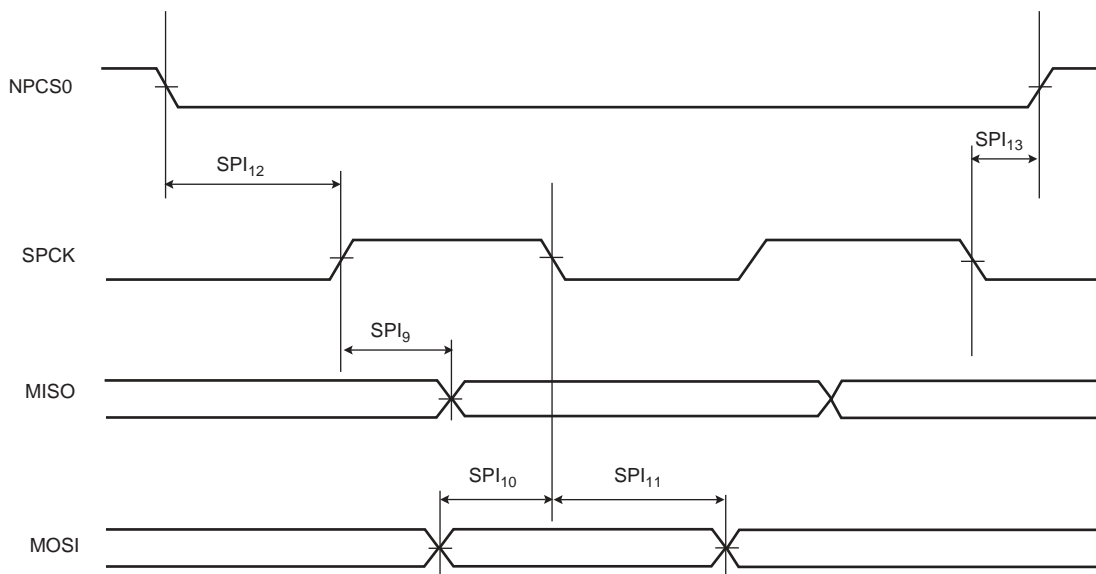 NPCS0
SPI₁₂
SPI₁₃
SPCK
SPI₉
MISO
SPI₁₀
SPI₁₁
MOSI